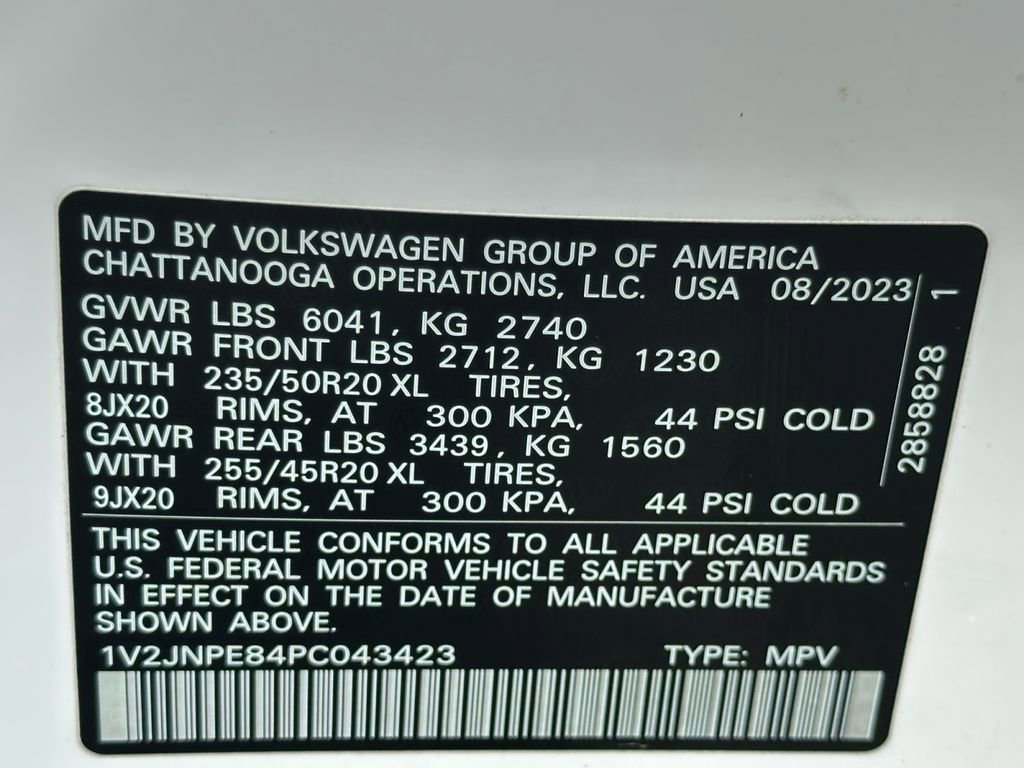 MFD BY VOLKSWAGEN GROUP OF AMERICA
CHATTANOOGA OPERATIONS, LLC. USA 08/2023
GVWR LBS 6041, KG 2740
GAWR FRONT LBS 2712, KG 1230
WITH 235/50R20 XL TIRES,
8JX20 RIMS, AT 300 KPA, 44 PSI COLD
GAWR REAR LBS 3439, KG 1560
WITH 255/45R20 XL TIRES,
9JX20 RIMS, AT 300 KPA, 44 PSI COLD
2858828 1
THIS VEHICLE CONFORMS TO ALL APPLICABLE
U.S. FEDERAL MOTOR VEHICLE SAFETY STANDARDS
IN EFFECT ON THE DATE OF MANUFACTURE
SHOWN ABOVE.
1V2JNPE84PC043423 TYPE: MPV